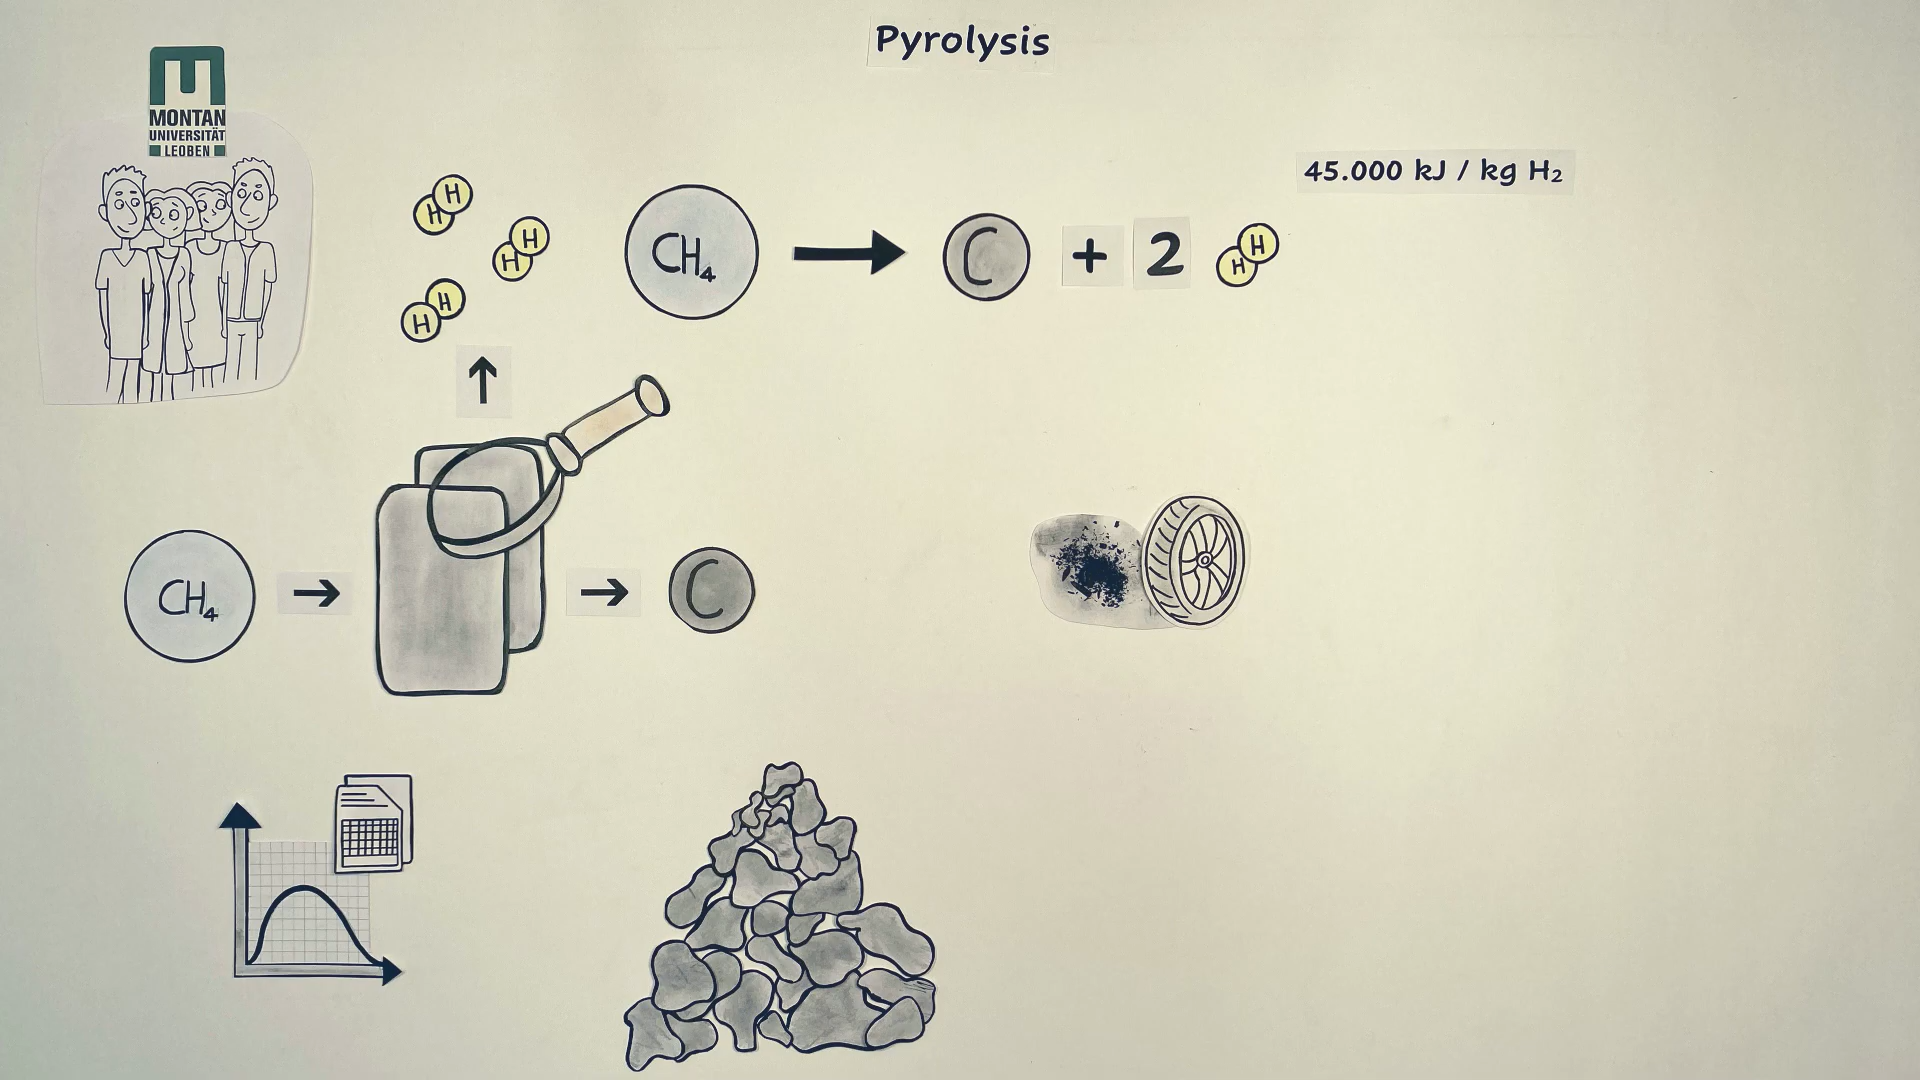 Pyrolysis
MONTAN
UNIVERSITÄT
LEOBEN
45.000 kJ / kg H₂
H H
H H
H H
CH₄ → C + 2 H H
↑
CH₄ → → C